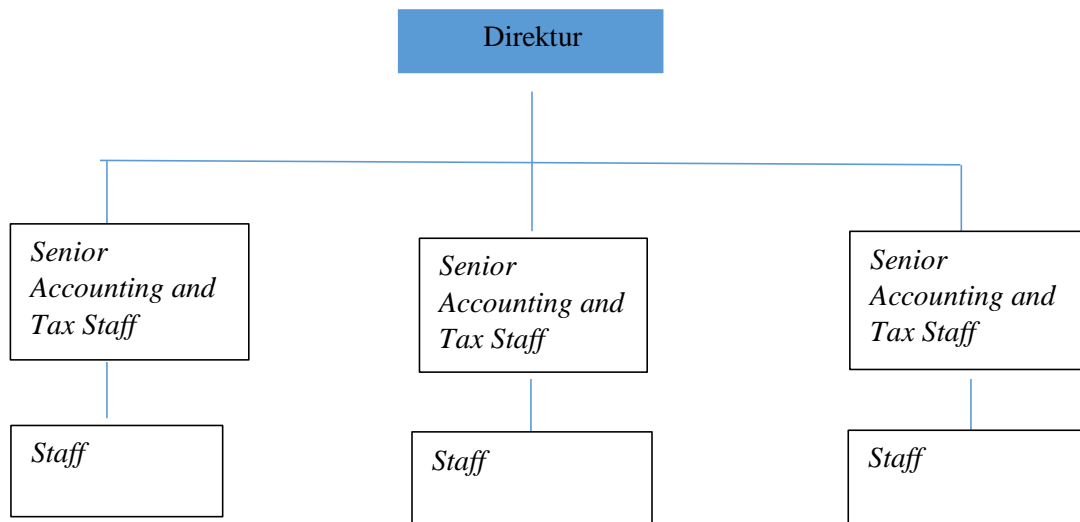 Direktur
Senior
Accounting and
Tax Staff
Senior
Accounting and
Tax Staff
Senior
Accounting and
Tax Staff
Staff
Staff
Staff